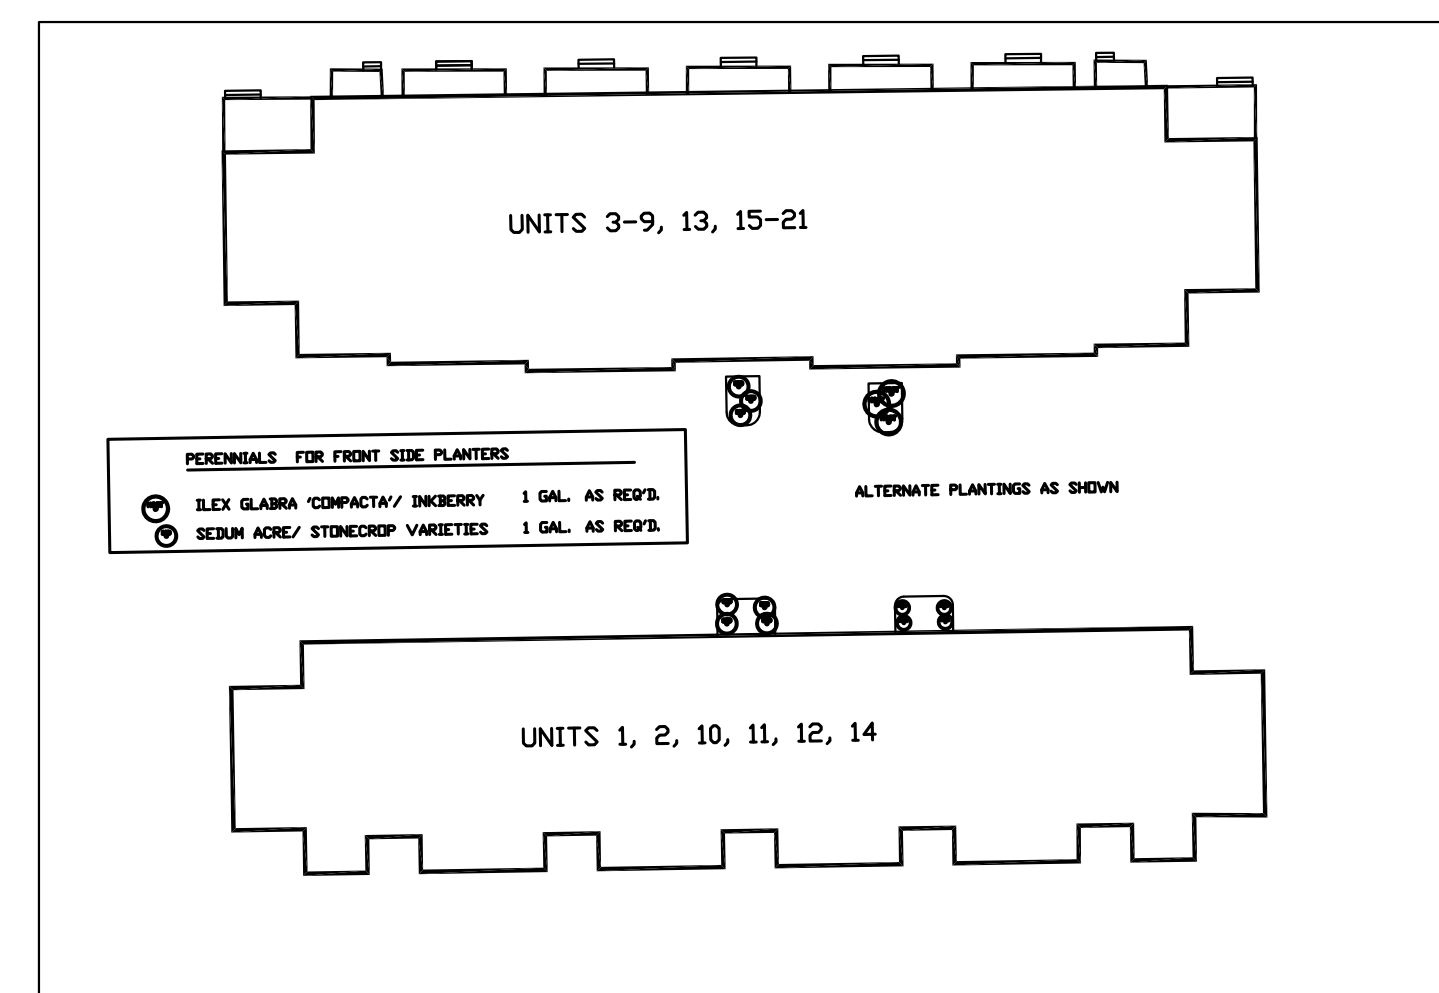 UNITS 3-9, 13, 15-21
PERENNIALS FOR FRONT SIDE PLANTERS
ILEX GLABRA 'COMPACTA'/ INKBERRY 1 GAL. AS REQ'D.
SEDUM ACRE/ STONECROP VARIETIES 1 GAL. AS REQ'D.
ALTERNATE PLANTINGS AS SHOWN
UNITS 1, 2, 10, 11, 12, 14